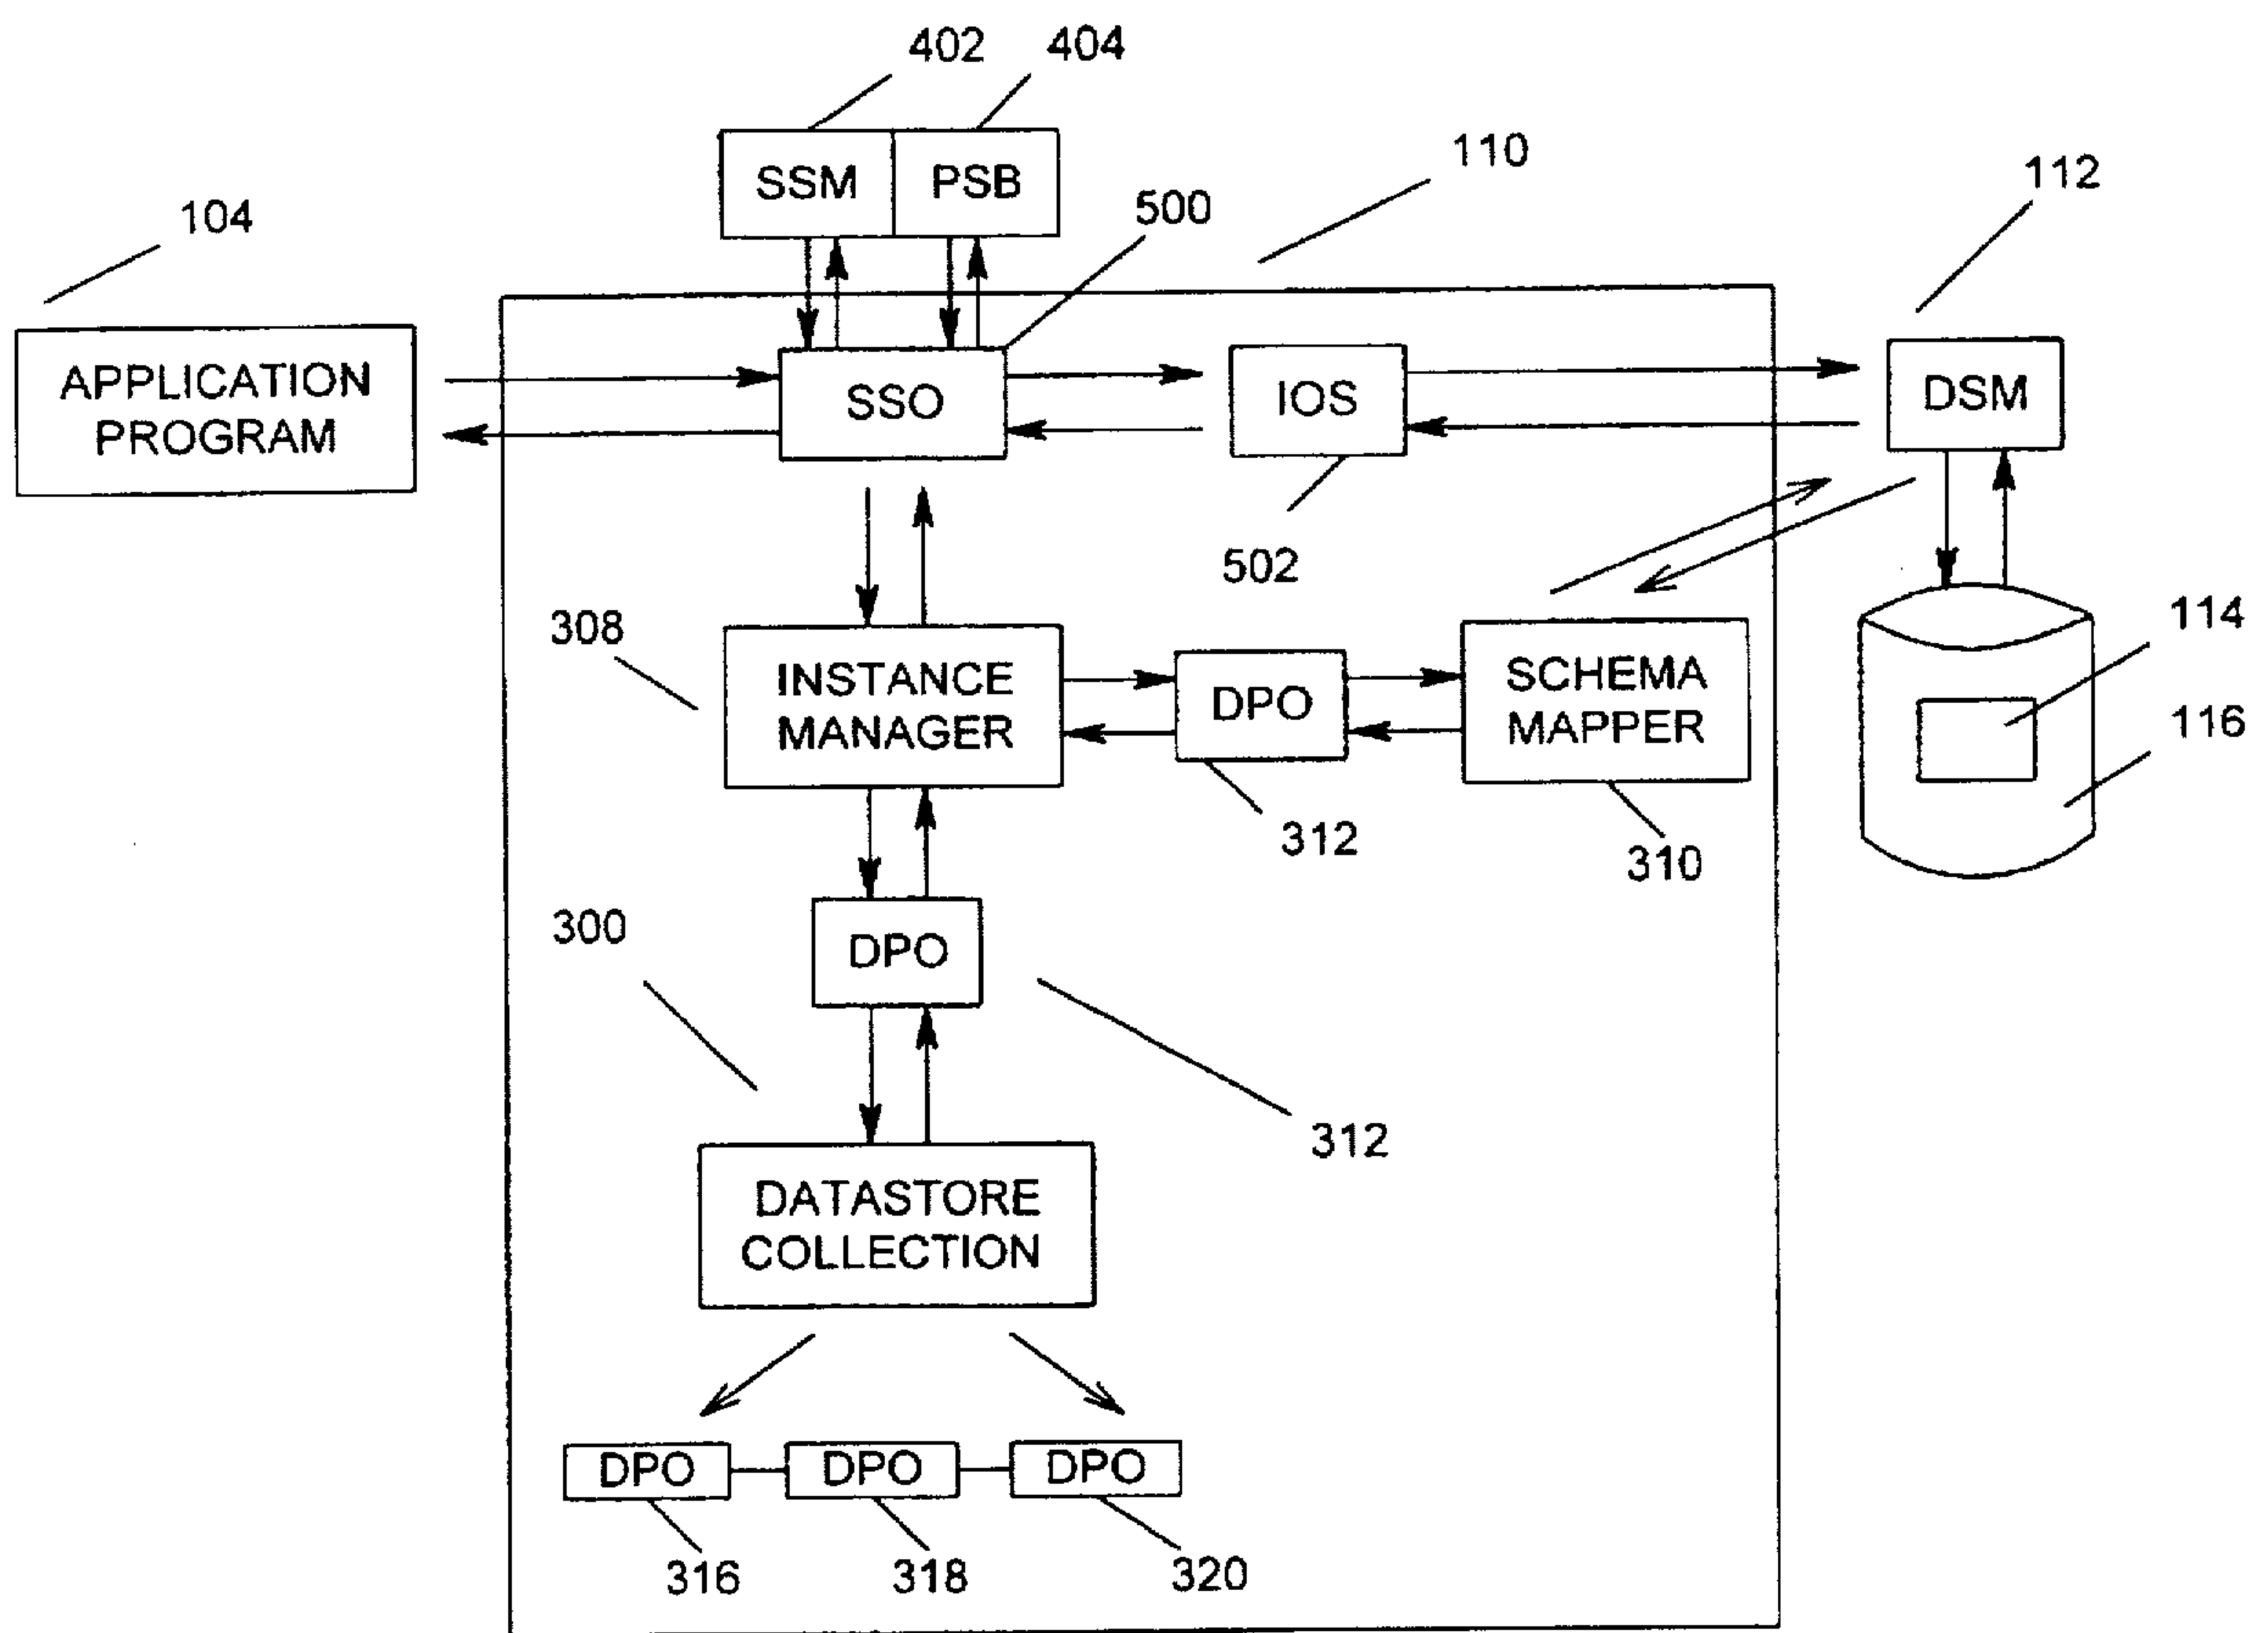 402 404
110
112
SSM PSB
104
500
APPLICATION
PROGRAM
SSO
IOS
DSM
502
308
114
INSTANCE
MANAGER
DPO
SCHEMA
MAPPER
116
312
310
300
DPO
312
DATASTORE
COLLECTION
DPO DPO DPO
316 318 320